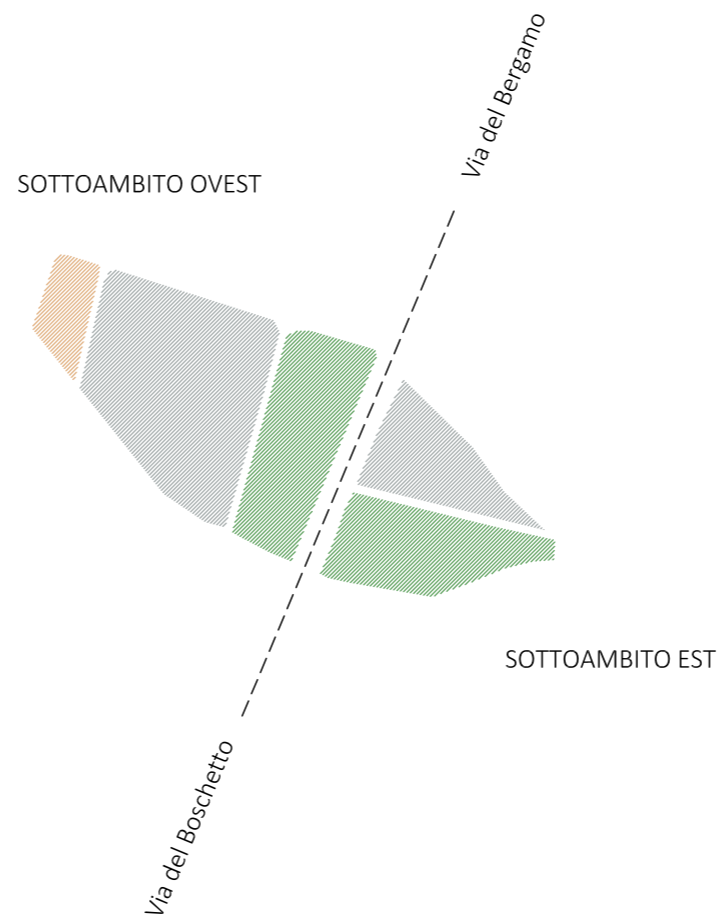 Via del Bergamo
SOTTOAMBITO OVEST
SOTTOAMBITO EST
Via del Boschetto